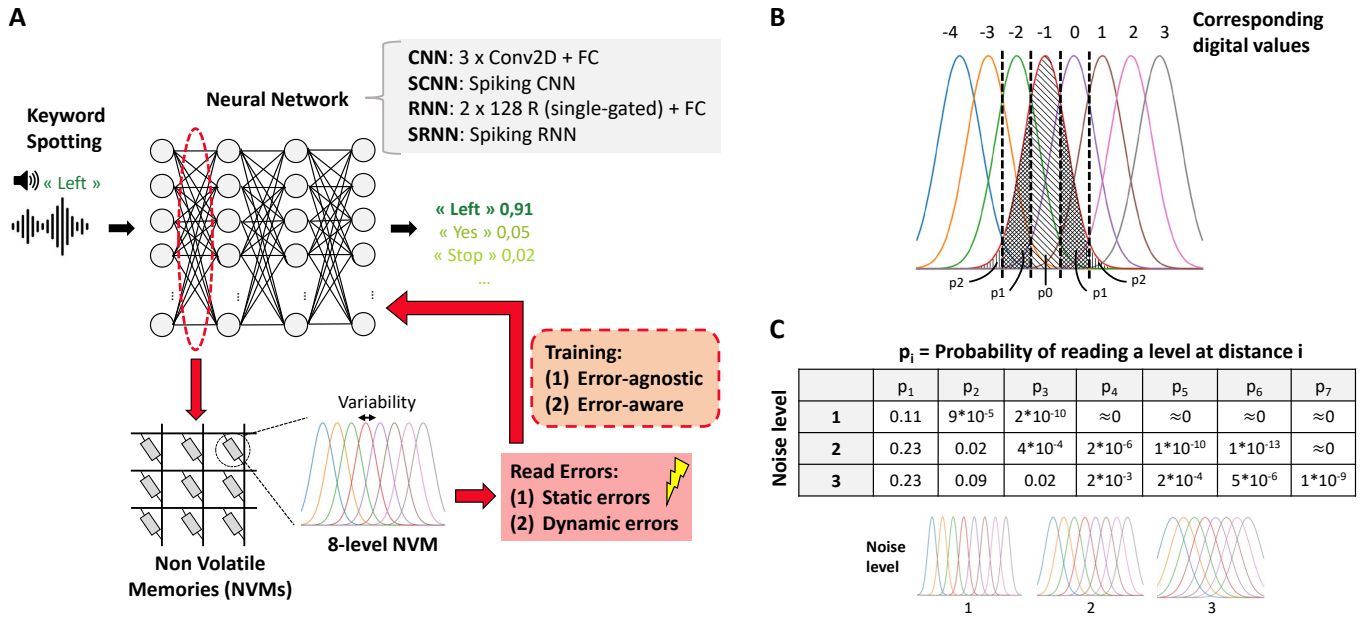 A
CNN: 3 x Conv2D + FC
SCNN: Spiking CNN
RNN: 2 x 128 R (single-gated) + FC
SRNN: Spiking RNN
Neural Network
Keyword
Spotting
« Left »
...
...
...
...
« Left » 0,91
« Yes » 0,05
« Stop » 0,02
...
Training:
(1) Error-agnostic
(2) Error-aware
Variability
Read Errors:
(1) Static errors
(2) Dynamic errors
8-level NVM
Non Volatile
Memories (NVMs)
B
Corresponding
digital values
-4 -3 -2 -1 0 1 2 3
p2 p1 p0 p1 p2
C
pᵢ = Probability of reading a level at distance i
Noise level
p₁ p₂ p₃ p₄ p₅ p₆ p₇
1 0.11 9*10⁻⁵ 2*10⁻¹⁰ ≈0 ≈0 ≈0 ≈0
2 0.23 0.02 4*10⁻⁴ 2*10⁻⁶ 1*10⁻¹⁰ 1*10⁻¹³ ≈0
3 0.23 0.09 0.02 2*10⁻³ 2*10⁻⁴ 5*10⁻⁶ 1*10⁻⁹
Noise
level
1 2 3